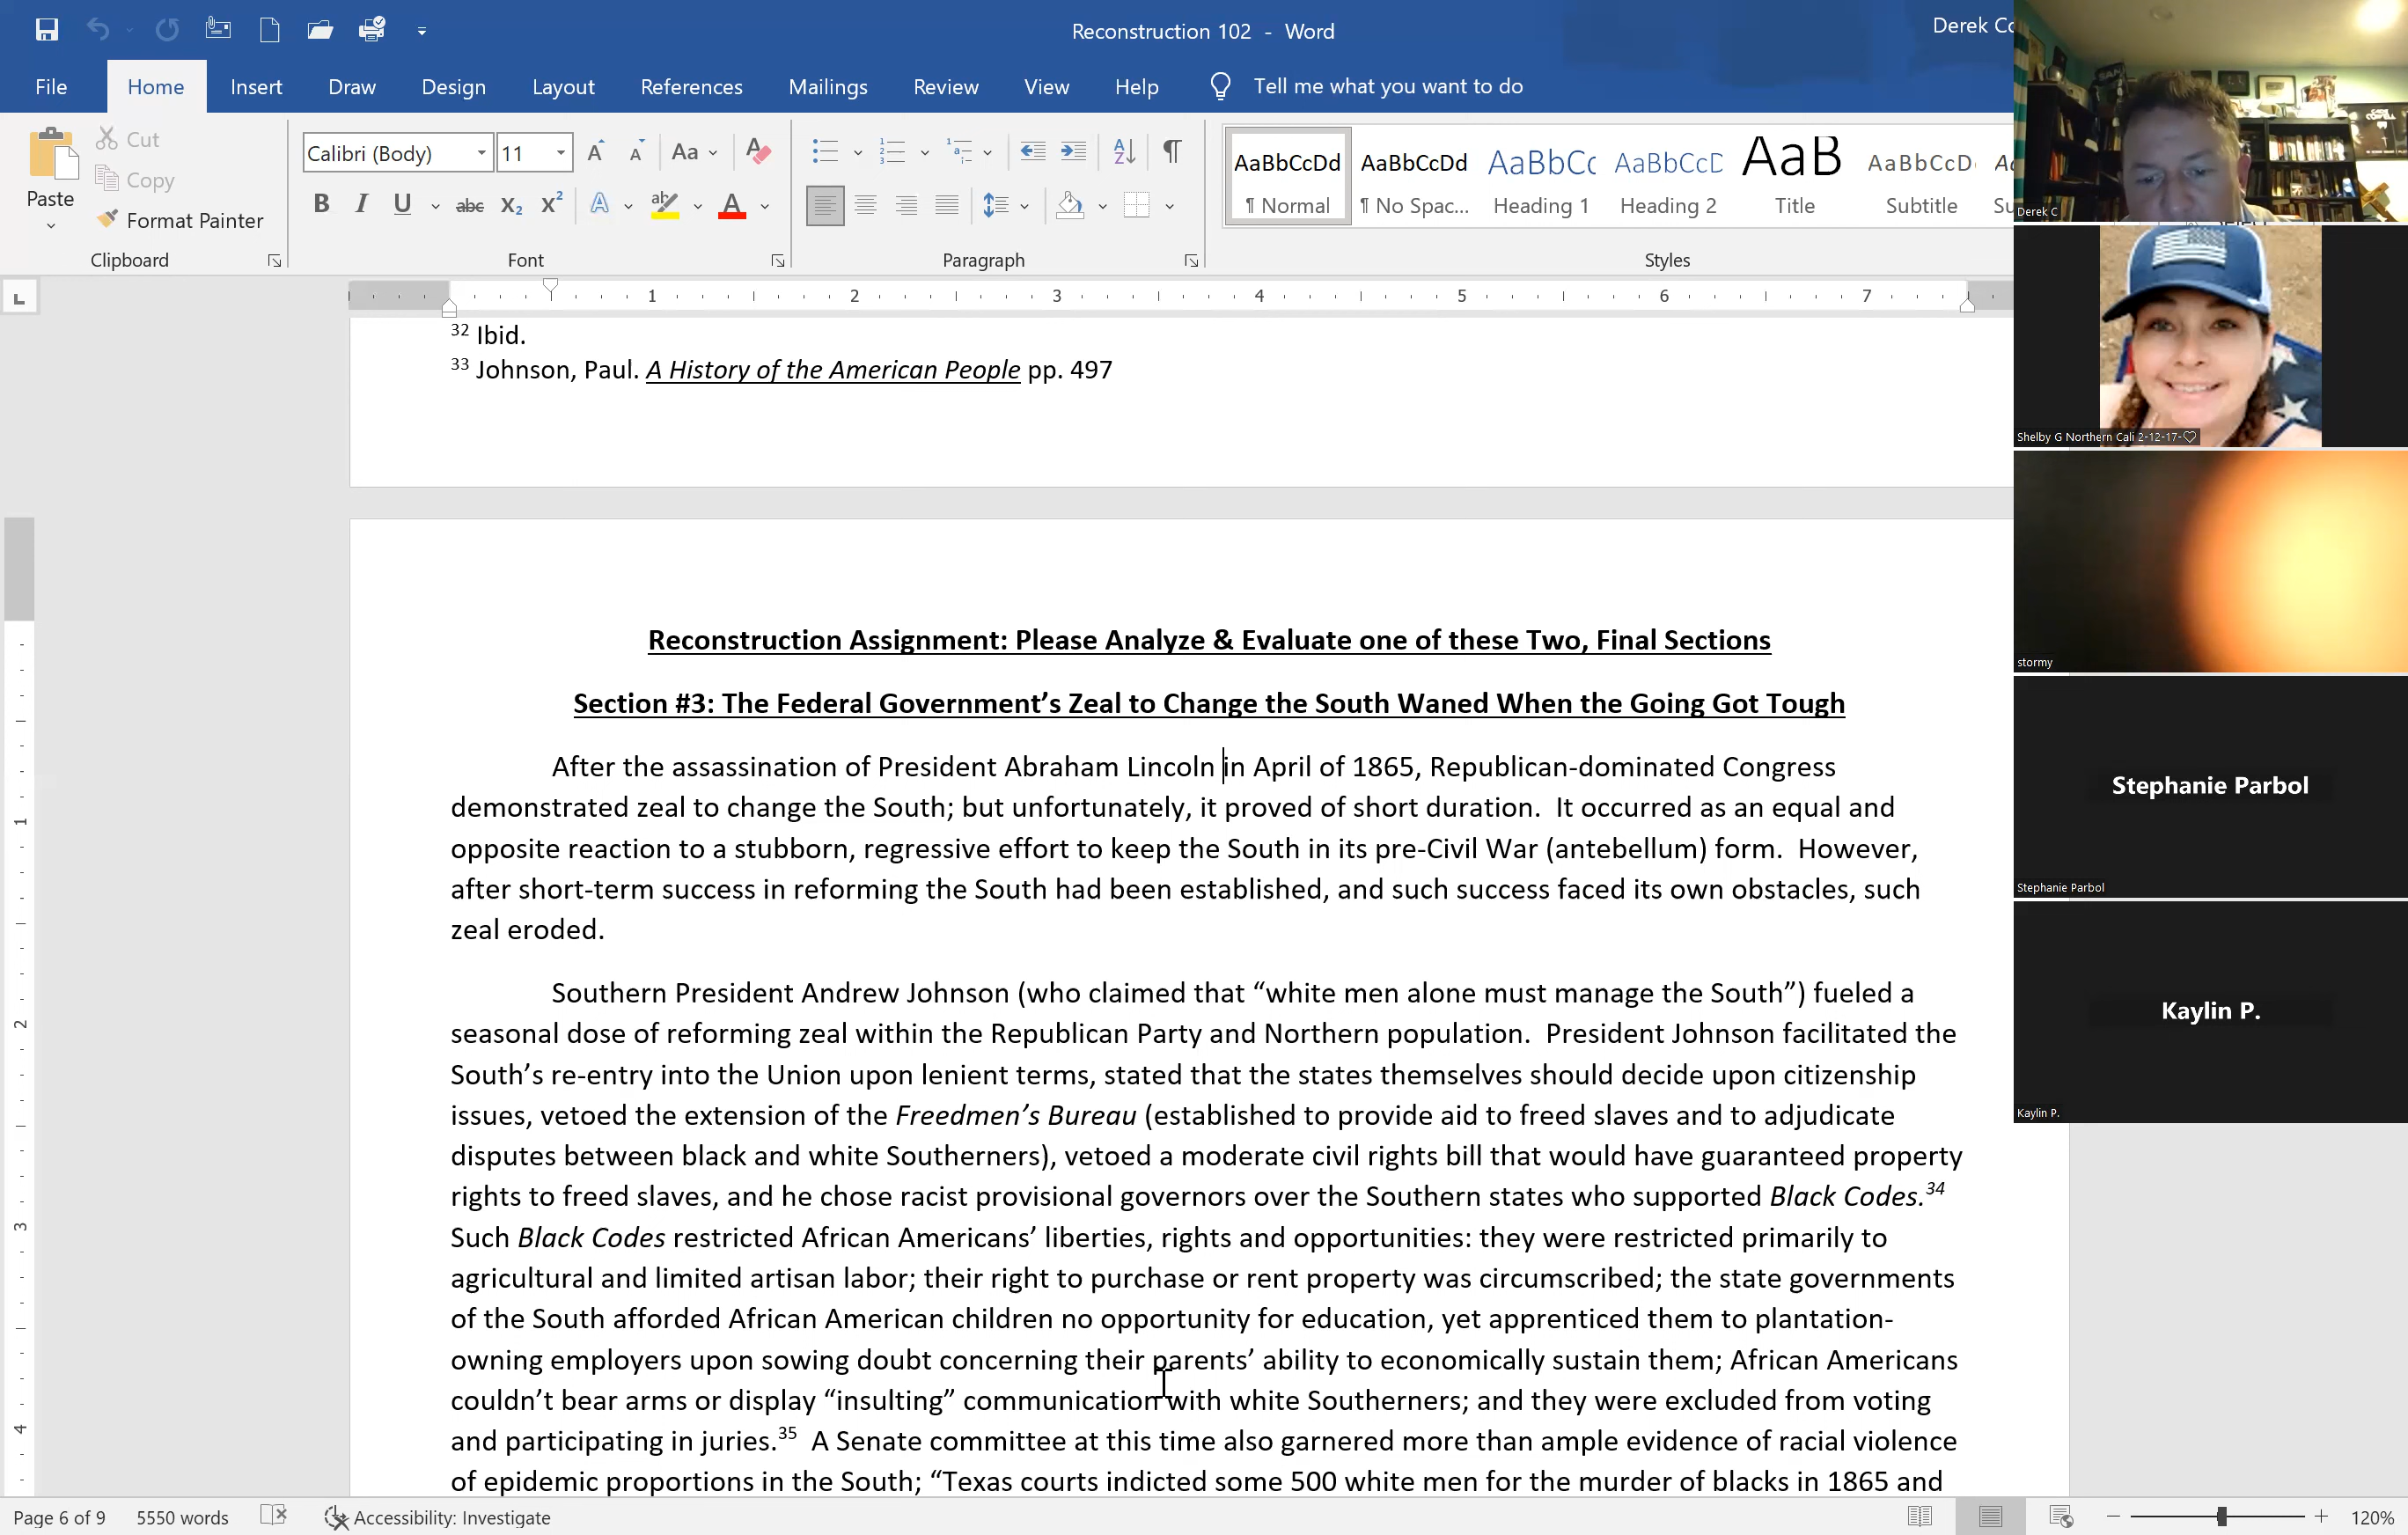 Reconstruction 102 - Word
Derek
File Home Insert Draw Design Layout References Mailings Review View Help Tell me what you want to do
Paste
Cut
Copy
Format Painter
Clipboard
Calibri (Body) 11
Font
Paragraph
AaBbCcDd AaBbCcDd AaBbCc AaBbCcD AaB AaBbCcD
¶ Normal ¶ No Spac... Heading 1 Heading 2 Title Subtitle
Styles
1 2 3 4 5 6 7
32 Ibid.
33 Johnson, Paul. A History of the American People pp. 497
Reconstruction Assignment: Please Analyze & Evaluate one of these Two, Final Sections
Section #3: The Federal Government’s Zeal to Change the South Waned When the Going Got Tough
After the assassination of President Abraham Lincoln in April of 1865, Republican-dominated Congress
demonstrated zeal to change the South; but unfortunately, it proved of short duration. It occurred as an equal and
opposite reaction to a stubborn, regressive effort to keep the South in its pre-Civil War (antebellum) form. However,
after short-term success in reforming the South had been established, and such success faced its own obstacles, such
zeal eroded.
Southern President Andrew Johnson (who claimed that “white men alone must manage the South”) fueled a
seasonal dose of reforming zeal within the Republican Party and Northern population. President Johnson facilitated the
South’s re-entry into the Union upon lenient terms, stated that the states themselves should decide upon citizenship
issues, vetoed the extension of the Freedmen’s Bureau (established to provide aid to freed slaves and to adjudicate
disputes between black and white Southerners), vetoed a moderate civil rights bill that would have guaranteed property
rights to freed slaves, and he chose racist provisional governors over the Southern states who supported Black Codes.34
Such Black Codes restricted African Americans’ liberties, rights and opportunities: they were restricted primarily to
agricultural and limited artisan labor; their right to purchase or rent property was circumscribed; the state governments
of the South afforded African American children no opportunity for education, yet apprenticed them to plantation-
owning employers upon sowing doubt concerning their parents’ ability to economically sustain them; African Americans
couldn’t bear arms or display “insulting” communication with white Southerners; and they were excluded from voting
and participating in juries.35 A Senate committee at this time also garnered more than ample evidence of racial violence
of epidemic proportions in the South; “Texas courts indicted some 500 white men for the murder of blacks in 1865 and
1
2
3
4
Page 6 of 9 5550 words Accessibility: Investigate 120%
Derek C
Shelby G Northern Cali 2-12-17-♡
stormy
Stephanie Parbol
Stephanie Parbol
Kaylin P.
Kaylin P.